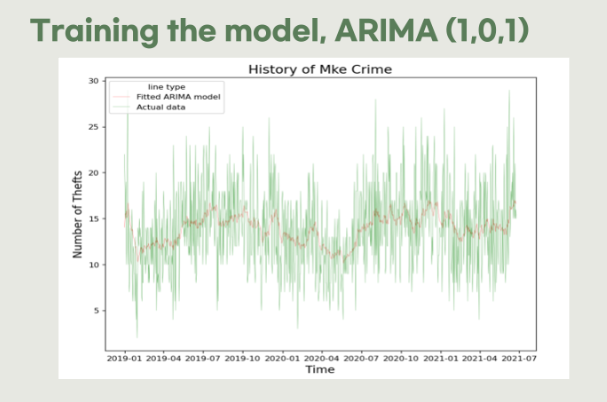 Training the model, ARIMA (1,0,1)
History of Mke Crime
line type
Fitted ARIMA model
Actual data
30
25
20
15
10
5
Number of Thefts
2019-01 2019-04 2019-07 2019-10 2020-01 2020-04 2020-07 2020-10 2021-01 2021-04 2021-07
Time